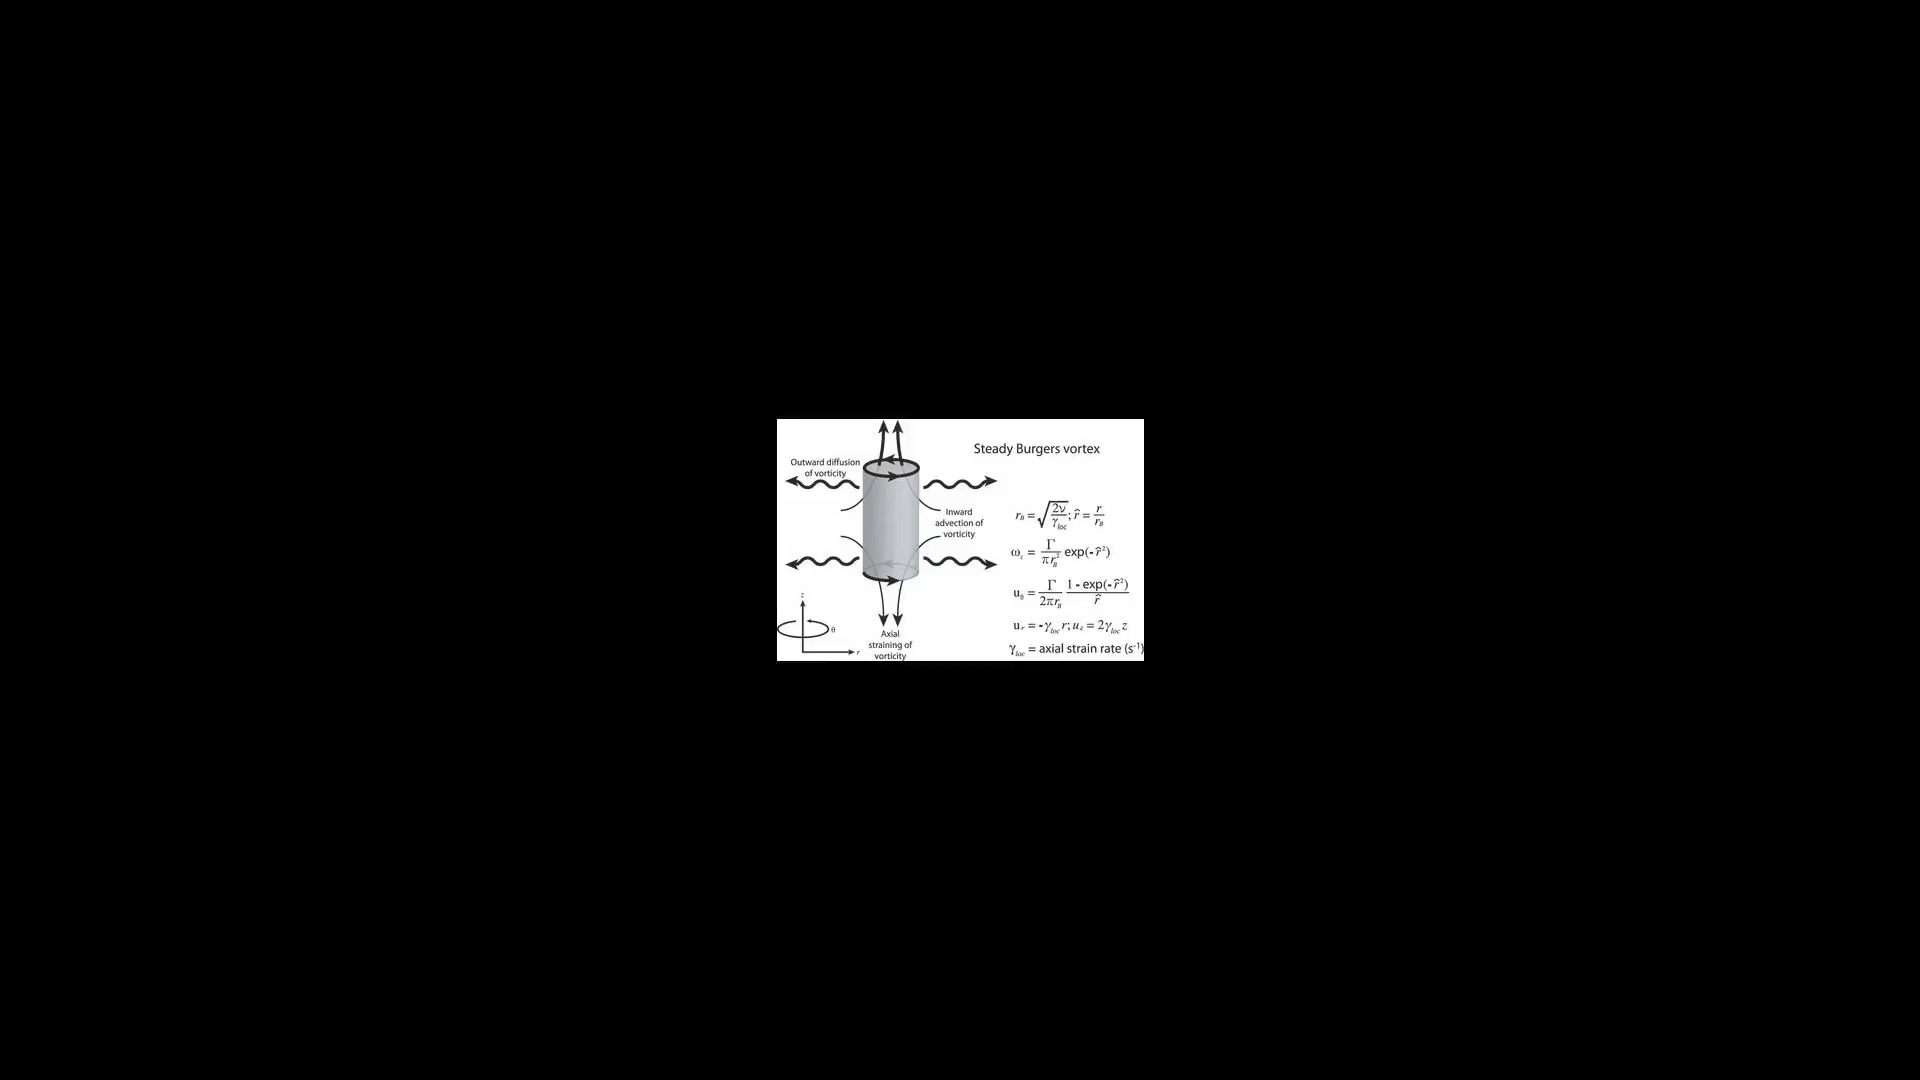 Steady Burgers vortex
Outward diffusion
of vorticity
Inward
advection of
vorticity
r_B = √(2ν/γ_loc); r̂ = r/r_B
ω_z = Γ/(πr_B²) exp(-r̂²)
u_θ = Γ/(2πr_B) (1 - exp(-r̂²))/r̂
u_r = -γ_loc r; u_z = 2γ_loc z
γ_loc = axial strain rate (s⁻¹)
Axial
straining of
vorticity
z
θ
r